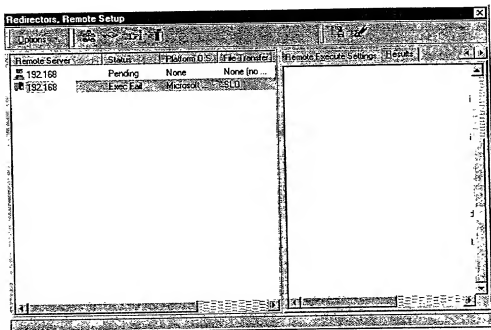 Redirectors, Remote Setup
Options
Remote Server Status Platform O.S. File Transfer
192.168 Pending None None (no ...
192.168 Exec Fail Microsoft SLO
Remote Execute Settings Results